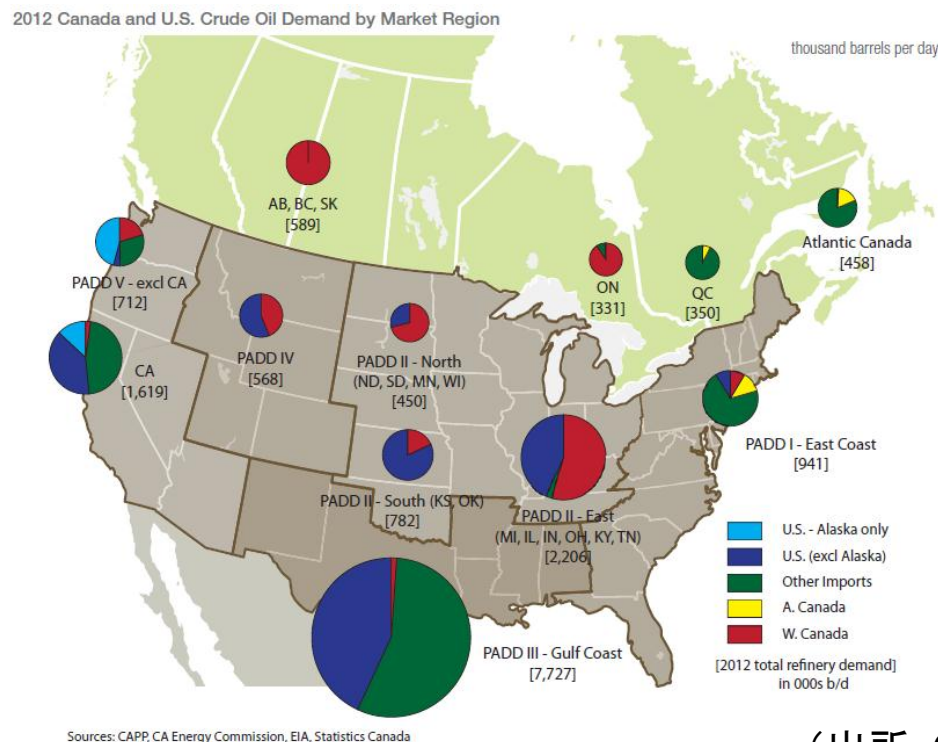 2012 Canada and U.S. Crude Oil Demand by Market Region
thousand barrels per day
AB, BC, SK
[589]
Atlantic Canada
[458]
ON
[331]
QC
[350]
PADD V - excl CA
[712]
PADD IV
[568]
PADD II - North
(ND, SD, MN, WI)
[450]
CA
[1,619]
PADD I - East Coast
[941]
PADD II - South (KS, OK)
[782]
PADD II - East
(MI, IL, IN, OH, KY, TN)
[2,206]
U.S. - Alaska only
U.S. (excl Alaska)
Other Imports
A. Canada
W. Canada
[2012 total refinery demand]
in 000s b/d
PADD III - Gulf Coast
[7,727]
Sources: CAPP, CA Energy Commission, EIA, Statistics Canada